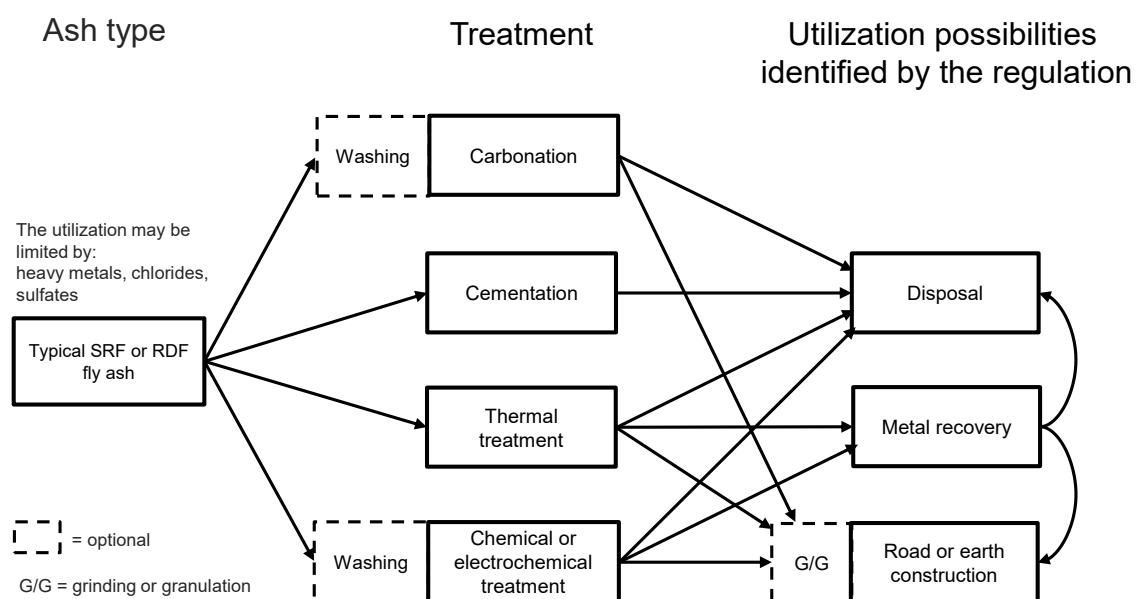 Ash type
Treatment
Utilization possibilities
identified by the regulation
Washing
Carbonation
The utilization may be
limited by:
heavy metals, chlorides,
sulfates
Typical SRF or RDF
fly ash
Cementation
Disposal
Thermal
treatment
Metal recovery
= optional
G/G = grinding or granulation
Washing
Chemical or
electrochemical
treatment
G/G
Road or earth
construction